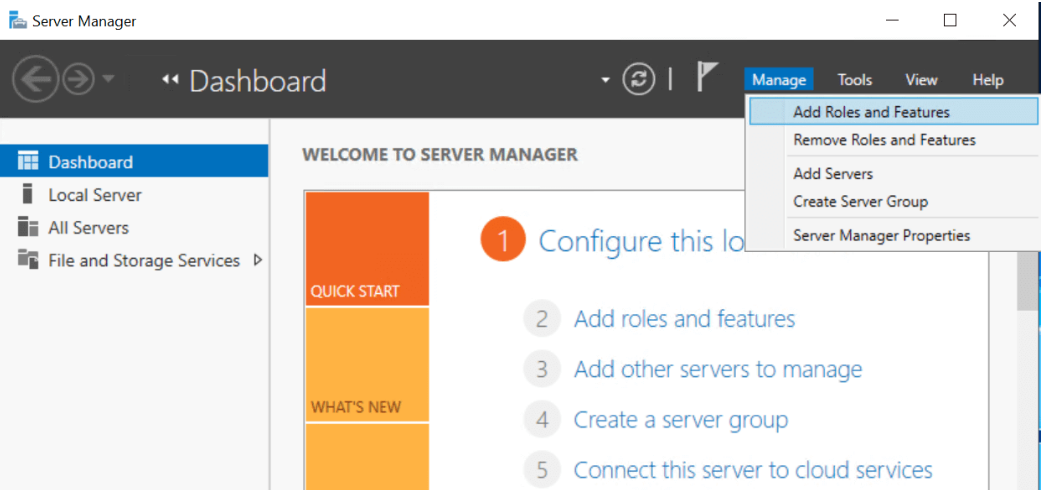 Server Manager
Dashboard
Manage Tools View Help
Add Roles and Features
Remove Roles and Features
Add Servers
Create Server Group
Server Manager Properties
Dashboard
Local Server
All Servers
File and Storage Services
WELCOME TO SERVER MANAGER
QUICK START
WHAT'S NEW
1 Configure this lo
2 Add roles and features
3 Add other servers to manage
4 Create a server group
5 Connect this server to cloud services